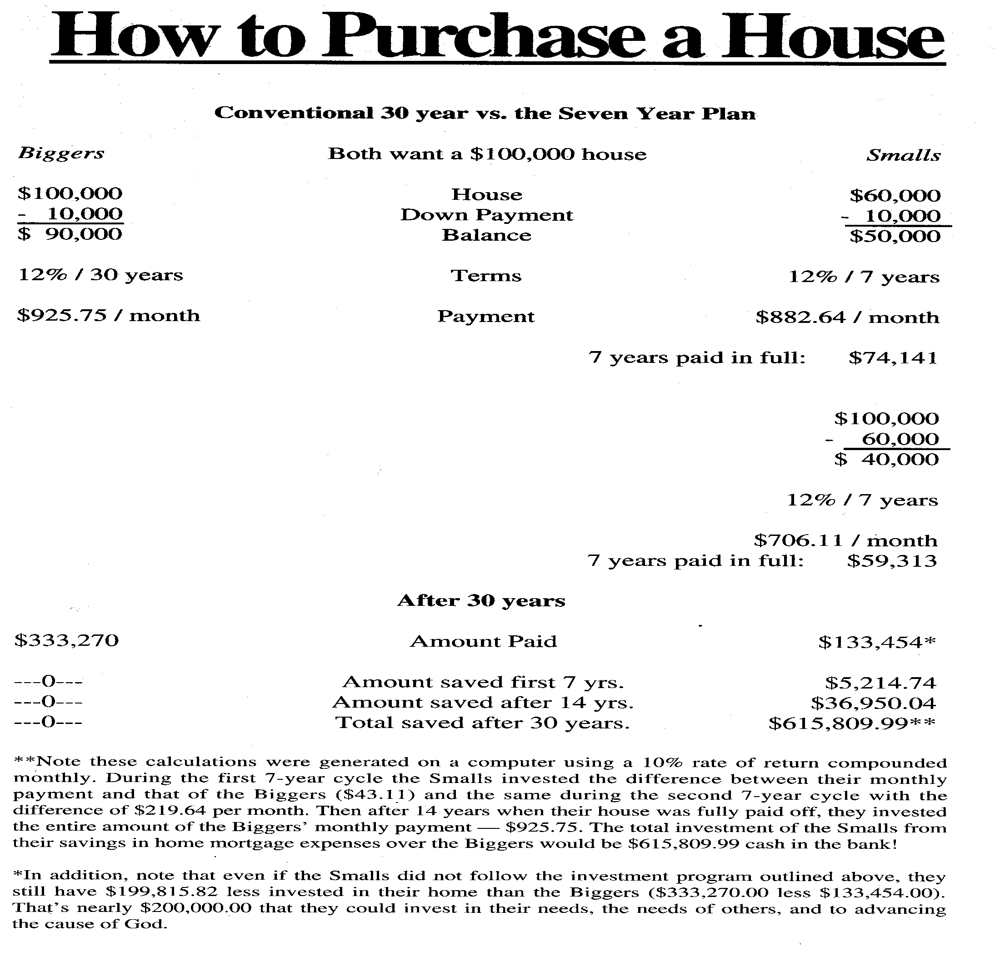 How to Purchase a House
Conventional 30 year vs. the Seven Year Plan
Biggers Both want a $100,000 house Smalls
$100,000 House $60,000
- 10,000 Down Payment - 10,000
$ 90,000 Balance $50,000
12% / 30 years Terms 12% / 7 years
$925.75 / month Payment $882.64 / month
7 years paid in full: $74,141
$100,000
- 60,000
$ 40,000
12% / 7 years
$706.11 / month
7 years paid in full: $59,313
After 30 years
$333,270 Amount Paid $133,454*
---0--- Amount saved first 7 yrs. $5,214.74
---0--- Amount saved after 14 yrs. $36,950.04
---0--- Total saved after 30 years. $615,809.99**
**Note these calculations were generated on a computer using a 10% rate of return compounded
monthly. During the first 7-year cycle the Smalls invested the difference between their monthly
payment and that of the Biggers ($43.11) and the same during the second 7-year cycle with the
difference of $219.64 per month. Then after 14 years when their house was fully paid off, they invested
the entire amount of the Biggers' monthly payment — $925.75. The total investment of the Smalls from
their savings in home mortgage expenses over the Biggers would be $615,809.99 cash in the bank!
*In addition, note that even if the Smalls did not follow the investment program outlined above, they
still have $199,815.82 less invested in their home than the Biggers ($333,270.00 less $133,454.00).
That's nearly $200,000.00 that they could invest in their needs, the needs of others, and to advancing
the cause of God.